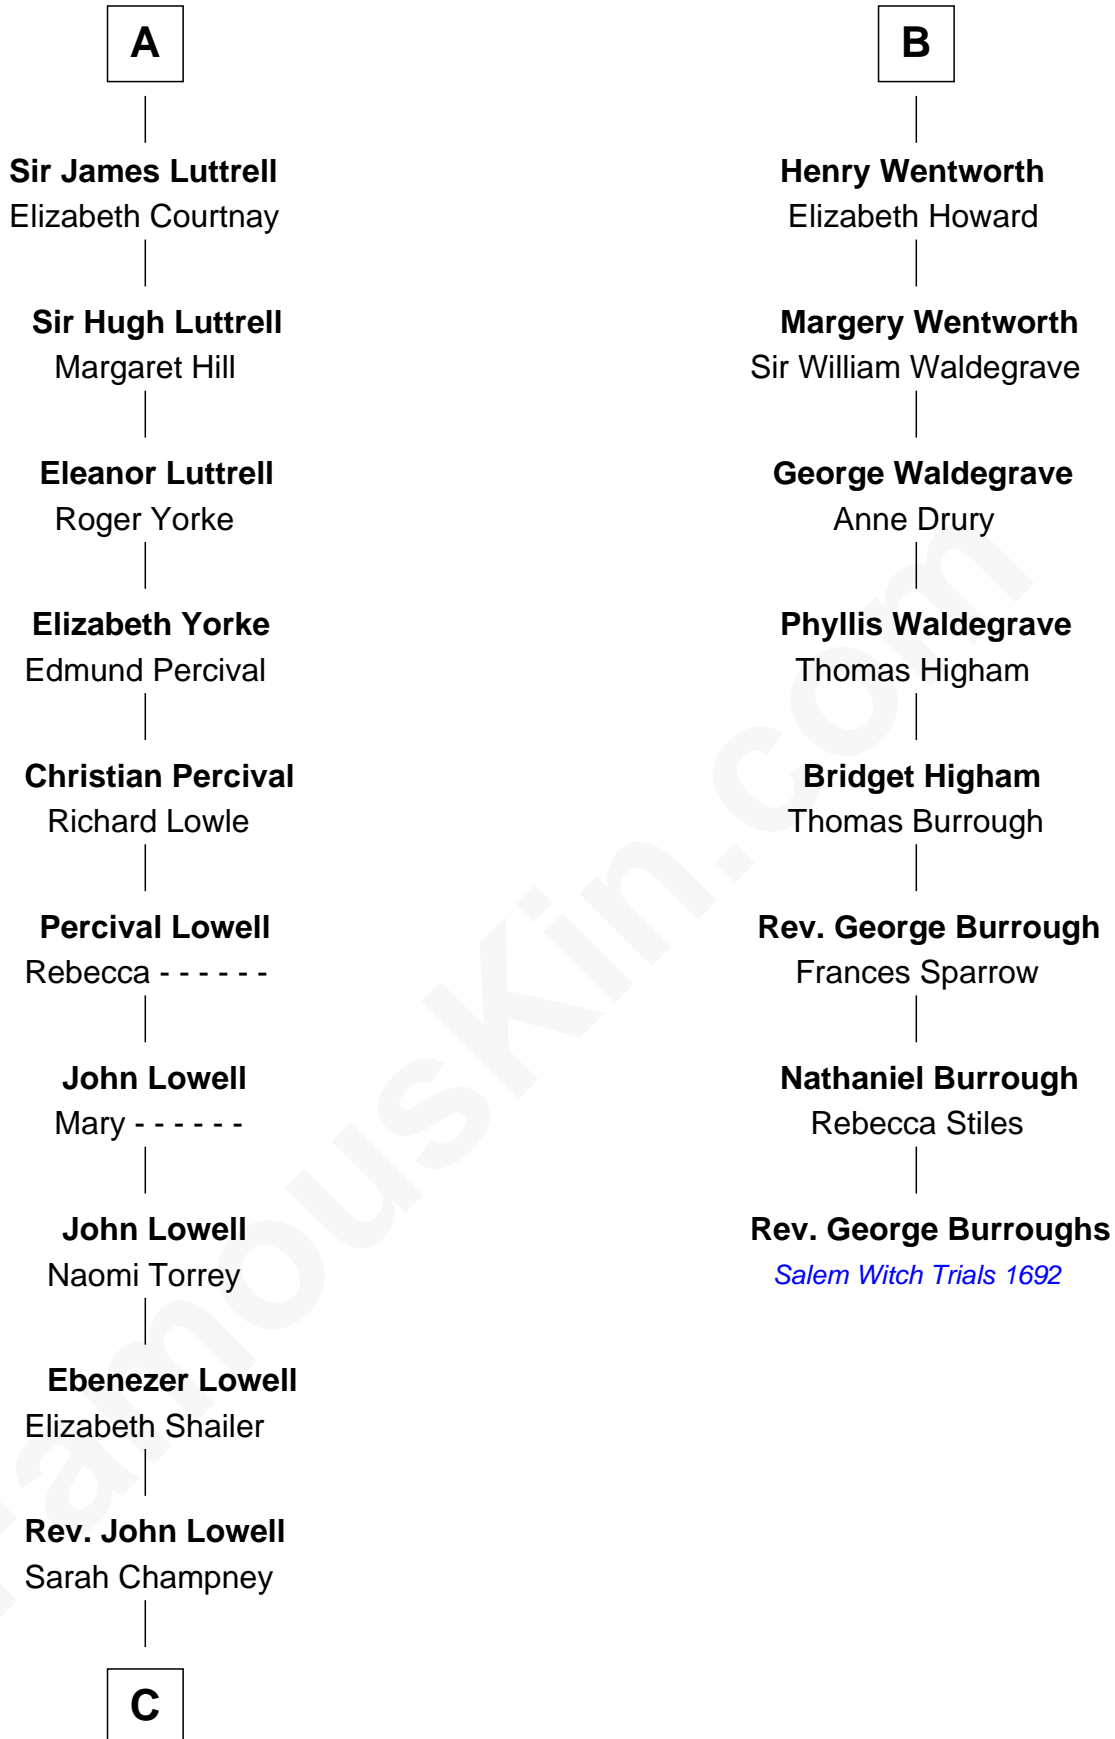 A
Sir James Luttrell
Elizabeth Courtnay
Sir Hugh Luttrell
Margaret Hill
Eleanor Luttrell
Roger Yorke
Elizabeth Yorke
Edmund Percival
Christian Percival
Richard Lowle
Percival Lowell
Rebecca - - - - - -
John Lowell
Mary - - - - - -
John Lowell
Naomi Torrey
Ebenezer Lowell
Elizabeth Shailer
Rev. John Lowell
Sarah Champney
C
B
Henry Wentworth
Elizabeth Howard
Margery Wentworth
Sir William Waldegrave
George Waldegrave
Anne Drury
Phyllis Waldegrave
Thomas Higham
Bridget Higham
Thomas Burrough
Rev. George Burrough
Frances Sparrow
Nathaniel Burrough
Rebecca Stiles
Rev. George Burroughs
Salem Witch Trials 1692
FamousKin.com